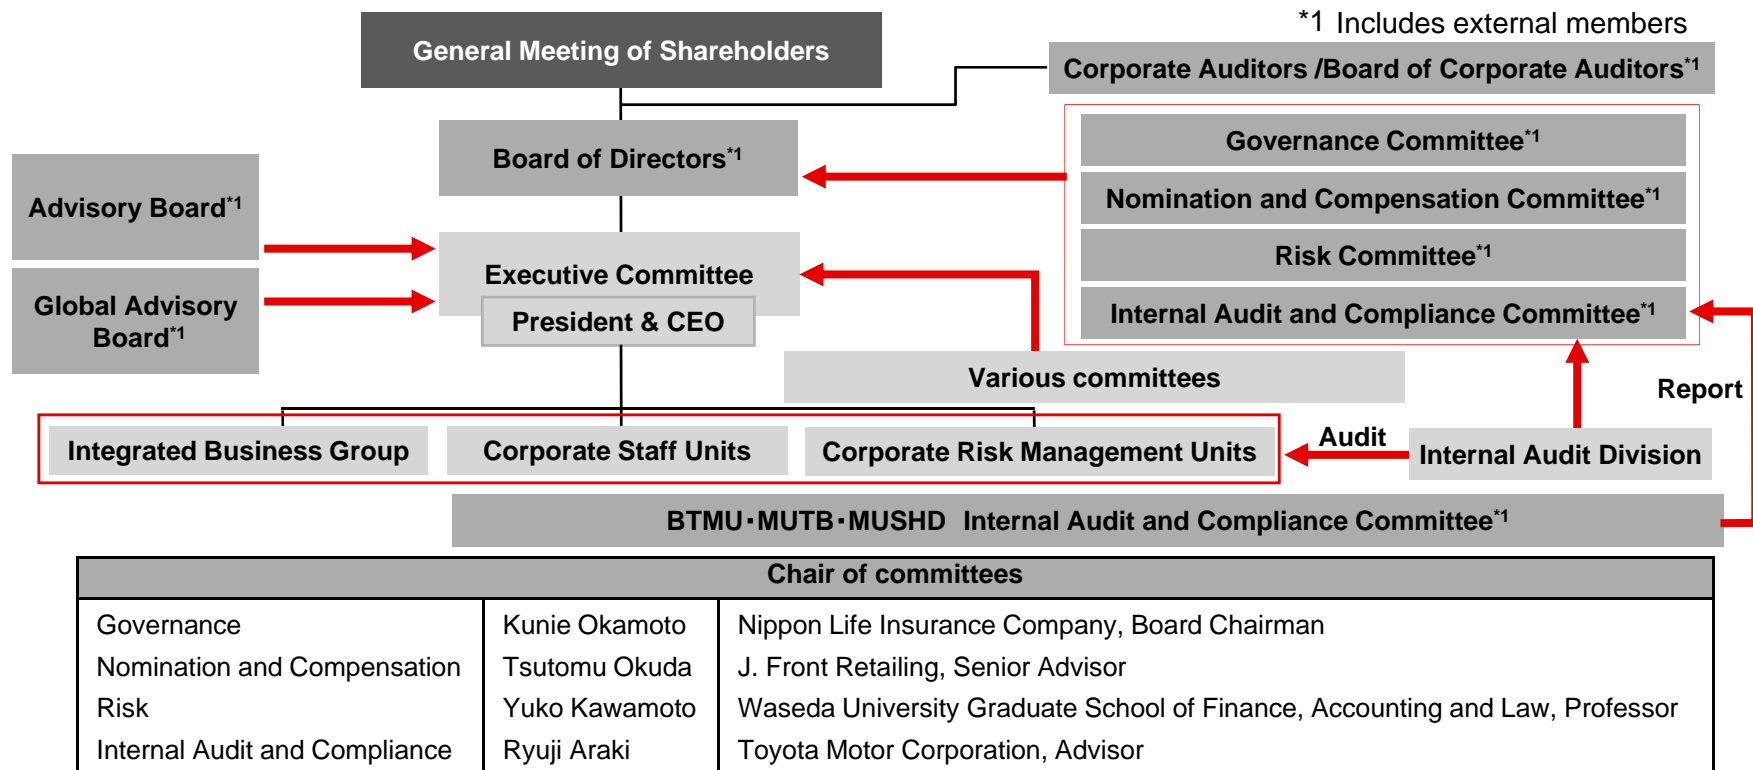 *1 Includes external members
General Meeting of Shareholders
Corporate Auditors /Board of Corporate Auditors*1
Board of Directors*1
Governance Committee*1
Nomination and Compensation Committee*1
Risk Committee*1
Internal Audit and Compliance Committee*1
Advisory Board*1
Global Advisory
Board*1
Executive Committee
President & CEO
Various committees
Report
Integrated Business Group
Corporate Staff Units
Corporate Risk Management Units
Audit
Internal Audit Division
BTMU・MUTB・MUSHD Internal Audit and Compliance Committee*1
Chair of committees
Governance Kunie Okamoto Nippon Life Insurance Company, Board Chairman
Nomination and Compensation Tsutomu Okuda J. Front Retailing, Senior Advisor
Risk Yuko Kawamoto Waseda University Graduate School of Finance, Accounting and Law, Professor
Internal Audit and Compliance Ryuji Araki Toyota Motor Corporation, Advisor